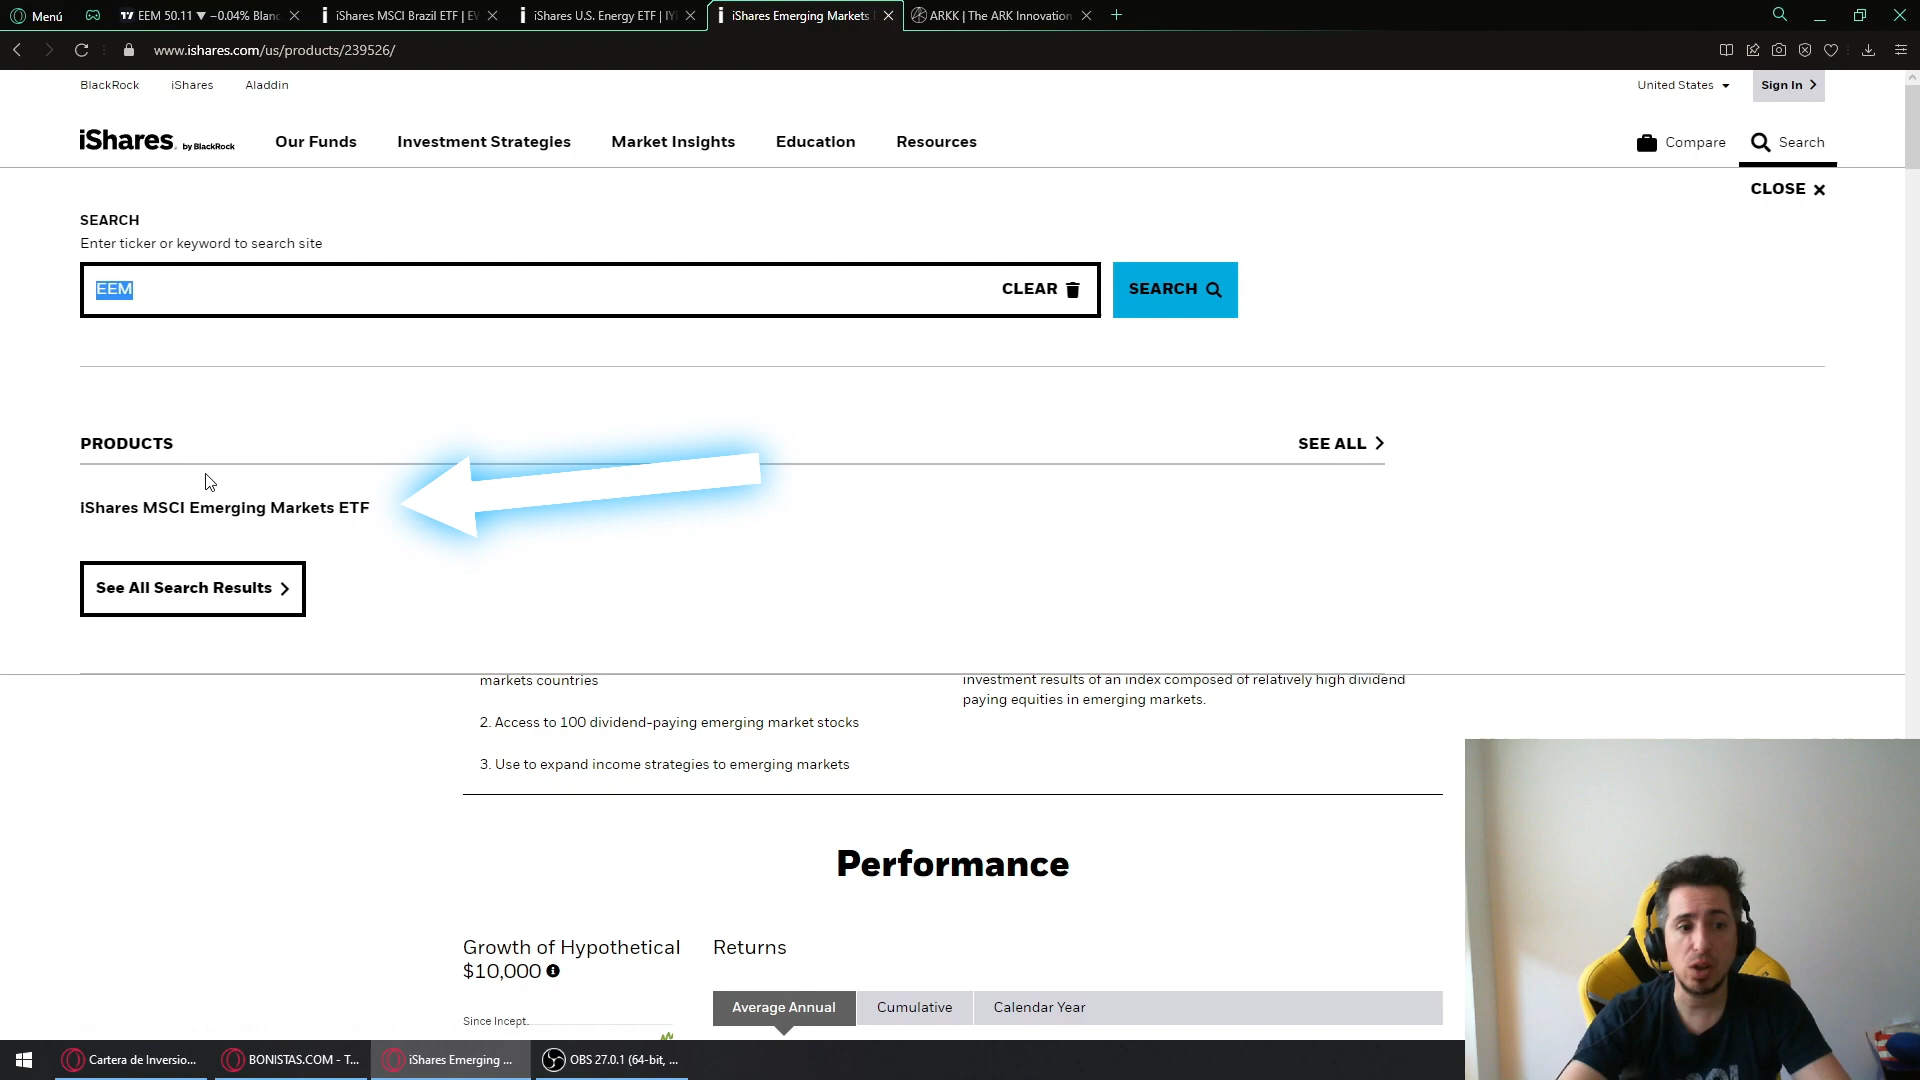 Menú
EEM 50.11 ▼ −0.04% Blanc
iShares MSCI Brazil ETF | EW
iShares U.S. Energy ETF | IYE
iShares Emerging Markets
ARKK | The ARK Innovation
www.ishares.com/us/products/239526/
BlackRock
iShares
Aladdin
United States
Sign In
iShares. by BlackRock
Our Funds
Investment Strategies
Market Insights
Education
Resources
Compare
Search
CLOSE
SEARCH
Enter ticker or keyword to search site
EEM
CLEAR
SEARCH
PRODUCTS
SEE ALL
iShares MSCI Emerging Markets ETF
See All Search Results
markets countries
2. Access to 100 dividend-paying emerging market stocks
3. Use to expand income strategies to emerging markets
investment results of an index composed of relatively high dividend
paying equities in emerging markets.
Performance
Growth of Hypothetical
$10,000
Since Incept.
Returns
Average Annual
Cumulative
Calendar Year
Cartera de Inversio...
BONISTAS.COM - T...
iShares Emerging ...
OBS 27.0.1 (64-bit, ...